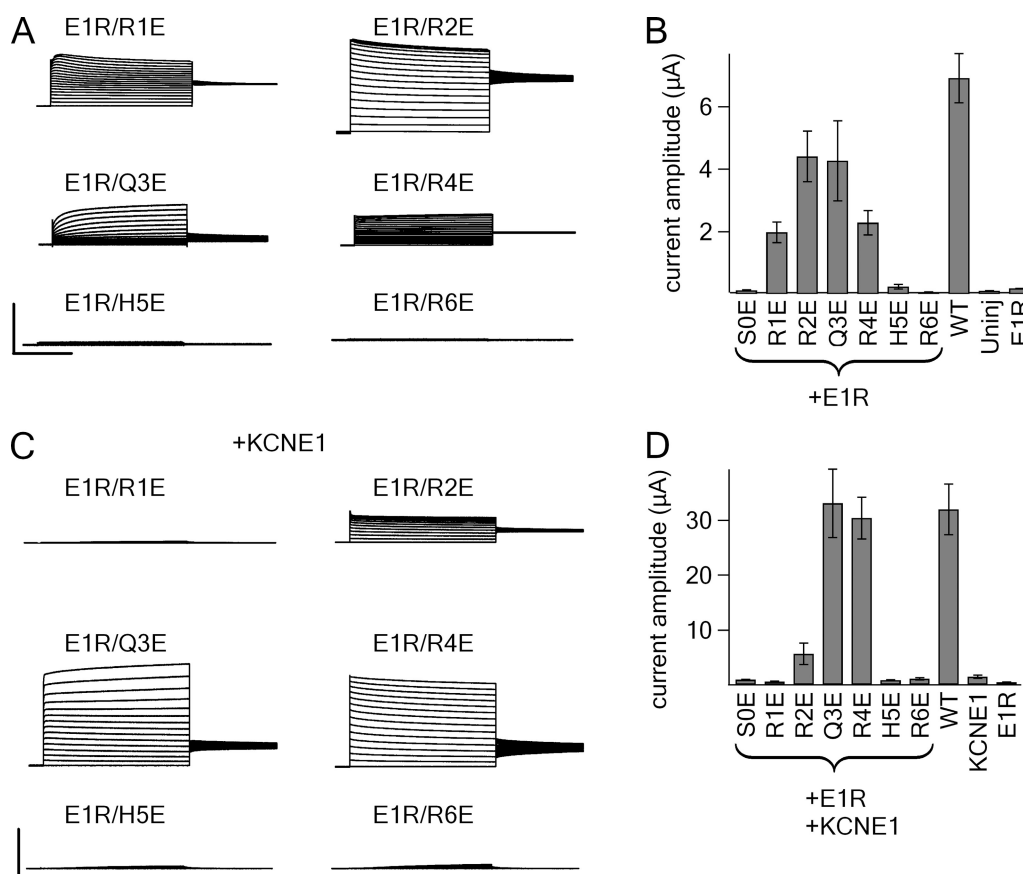 A
E1R/R1E
E1R/R2E
E1R/Q3E
E1R/R4E
E1R/H5E
E1R/R6E
B
current amplitude (µA)
6
4
2
S0E
R1E
R2E
Q3E
R4E
H5E
R6E
WT
Uninj
E1R
+E1R
C
+KCNE1
E1R/R1E
E1R/R2E
E1R/Q3E
E1R/R4E
E1R/H5E
E1R/R6E
D
current amplitude (µA)
30
20
10
S0E
R1E
R2E
Q3E
R4E
H5E
R6E
WT
KCNE1
E1R
+E1R
+KCNE1